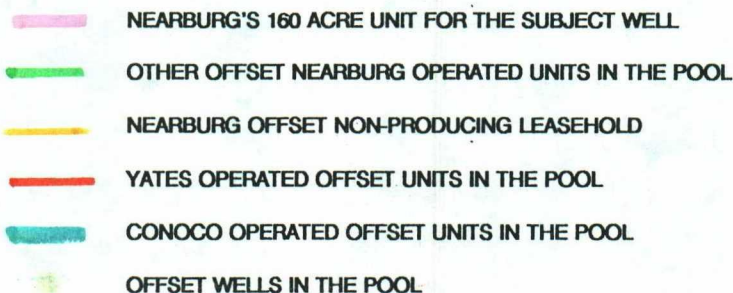 NEARBURG'S 160 ACRE UNIT FOR THE SUBJECT WELL
OTHER OFFSET NEARBURG OPERATED UNITS IN THE POOL
NEARBURG OFFSET NON-PRODUCING LEASEHOLD
YATES OPERATED OFFSET UNITS IN THE POOL
CONOCO OPERATED OFFSET UNITS IN THE POOL
OFFSET WELLS IN THE POOL